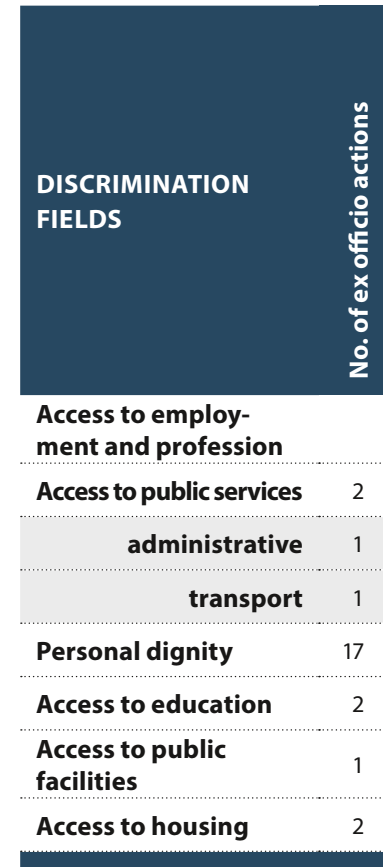 DISCRIMINATION
FIELDS
No. of ex officio actions
Access to employ-
ment and profession
Access to public services 2
administrative 1
transport 1
Personal dignity 17
Access to education 2
Access to public
facilities 1
Access to housing 2